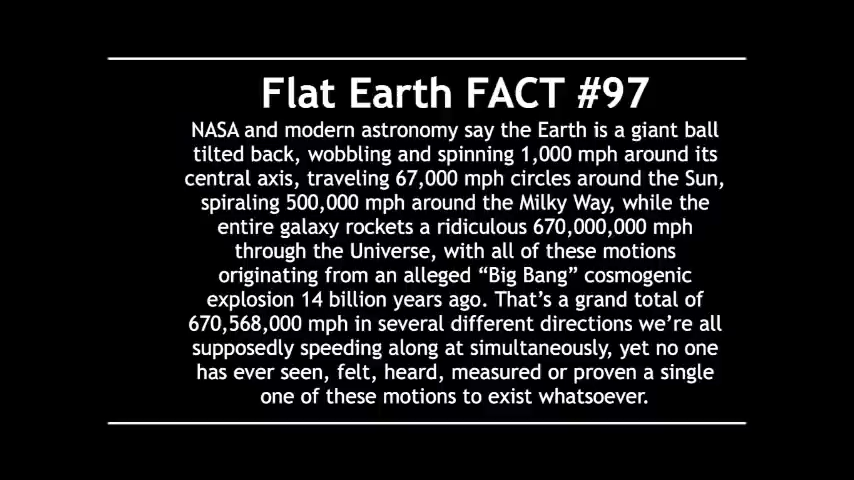 Flat Earth FACT #97
NASA and modern astronomy say the Earth is a giant ball
tilted back, wobbling and spinning 1,000 mph around its
central axis, traveling 67,000 mph circles around the Sun,
spiraling 500,000 mph around the Milky Way, while the
entire galaxy rockets a ridiculous 670,000,000 mph
through the Universe, with all of these motions
originating from an alleged “Big Bang” cosmogenic
explosion 14 billion years ago. That’s a grand total of
670,568,000 mph in several different directions we’re all
supposedly speeding along at simultaneously, yet no one
has ever seen, felt, heard, measured or proven a single
one of these motions to exist whatsoever.